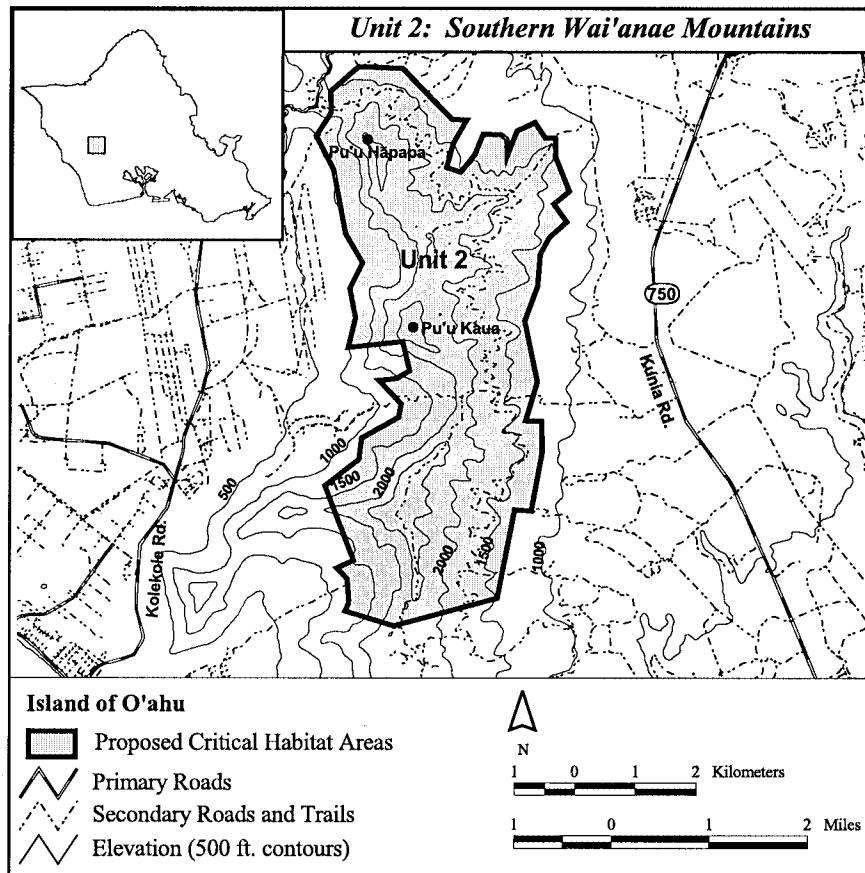 Unit 2: Southern Wai'anae Mountains
Pu'u Hāpapa
Unit 2
750
Pu'u Kaua
Kunia Rd.
500
1000
1500
2000
Kolekole Rd.
2000
1500
1000
Island of O'ahu
Proposed Critical Habitat Areas
Primary Roads
Secondary Roads and Trails
Elevation (500 ft. contours)
N
1 0 1 2 Kilometers
1 0 1 2 Miles